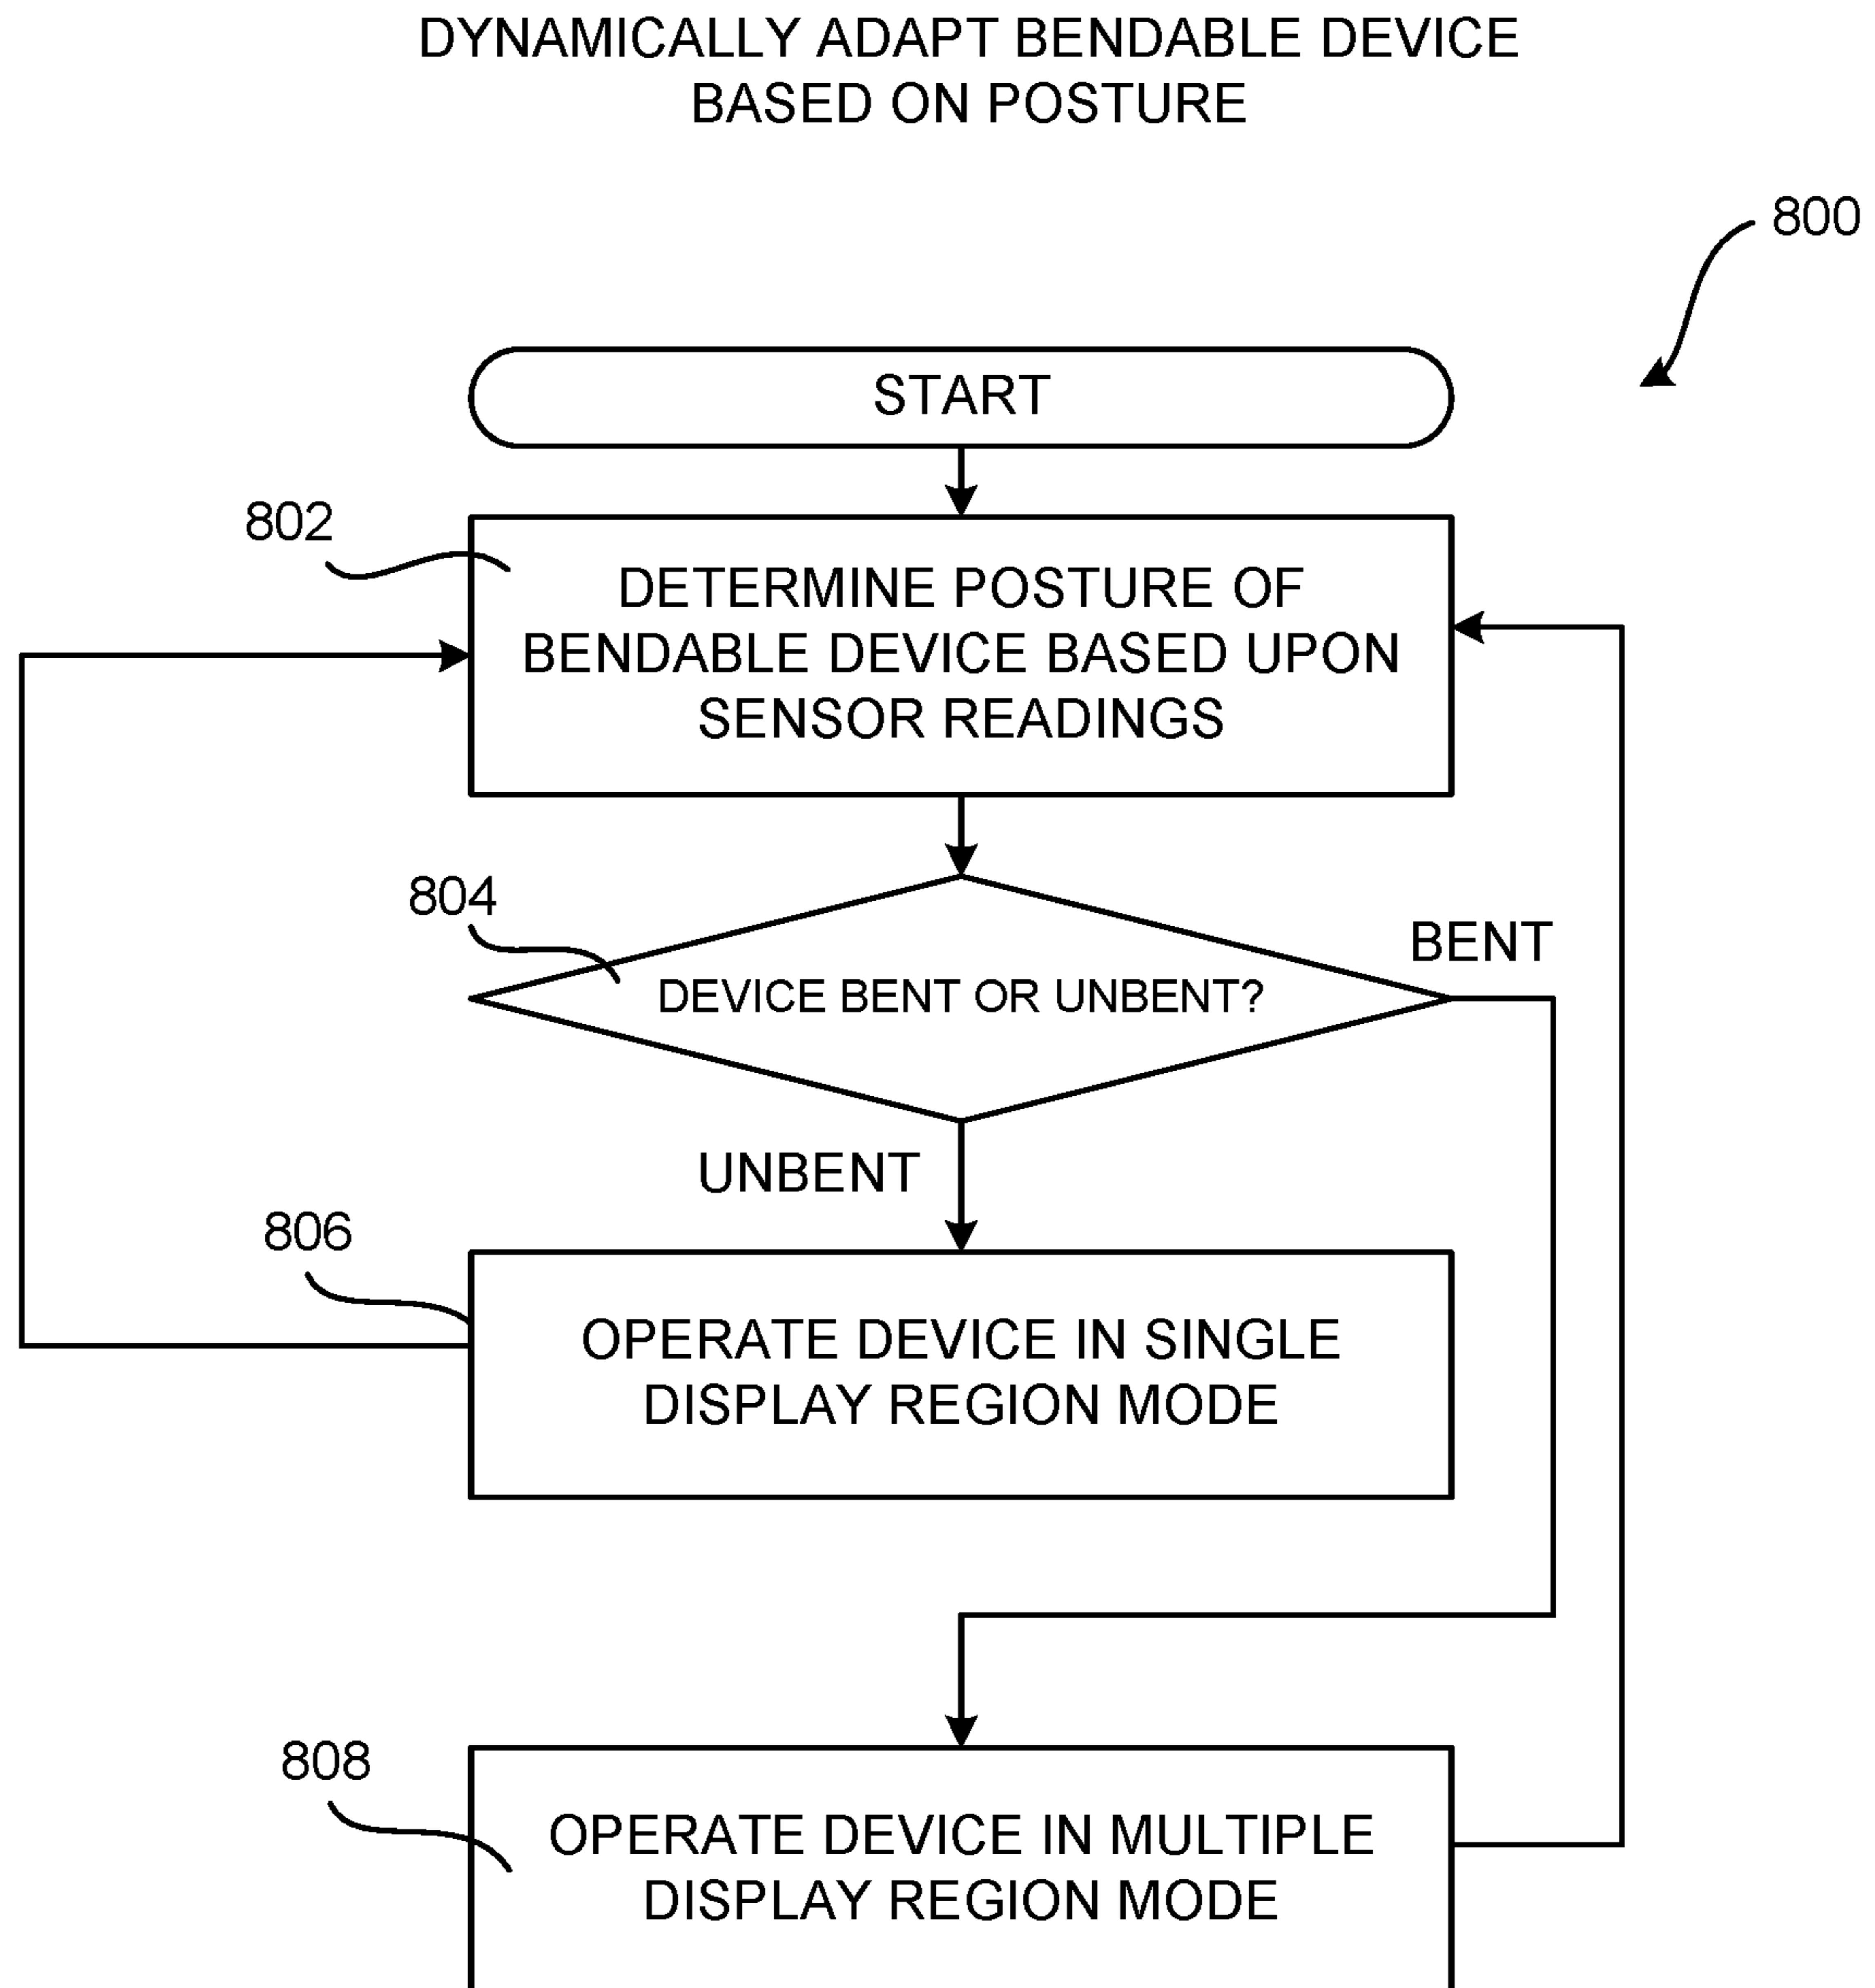 DYNAMICALLY ADAPT BENDABLE DEVICE
BASED ON POSTURE
800
START
802
DETERMINE POSTURE OF
BENDABLE DEVICE BASED UPON
SENSOR READINGS
804
BENT
DEVICE BENT OR UNBENT?
UNBENT
806
OPERATE DEVICE IN SINGLE
DISPLAY REGION MODE
808
OPERATE DEVICE IN MULTIPLE
DISPLAY REGION MODE